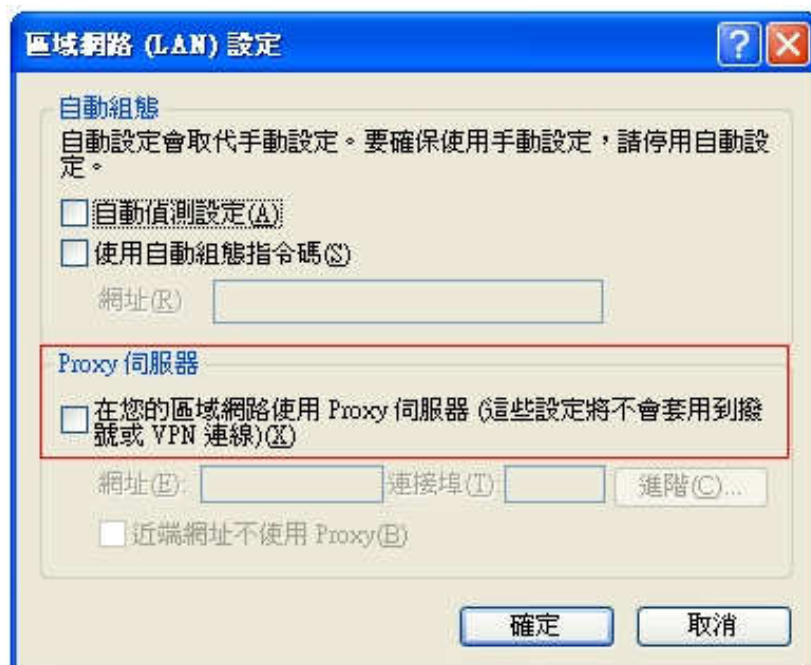 區域網路 (LAN) 設定
自動組態
自動設定會取代手動設定。要確保使用手動設定，請停用自動設
定。
自動偵測設定(A)
使用自動組態指令碼(S)
網址(R)
Proxy 伺服器
在您的區域網路使用 Proxy 伺服器 (這些設定將不會套用到撥
號或 VPN 連線)(X)
網址(E): 連接埠(T): 進階(C)...
近端網址不使用 Proxy(B)
確定 取消